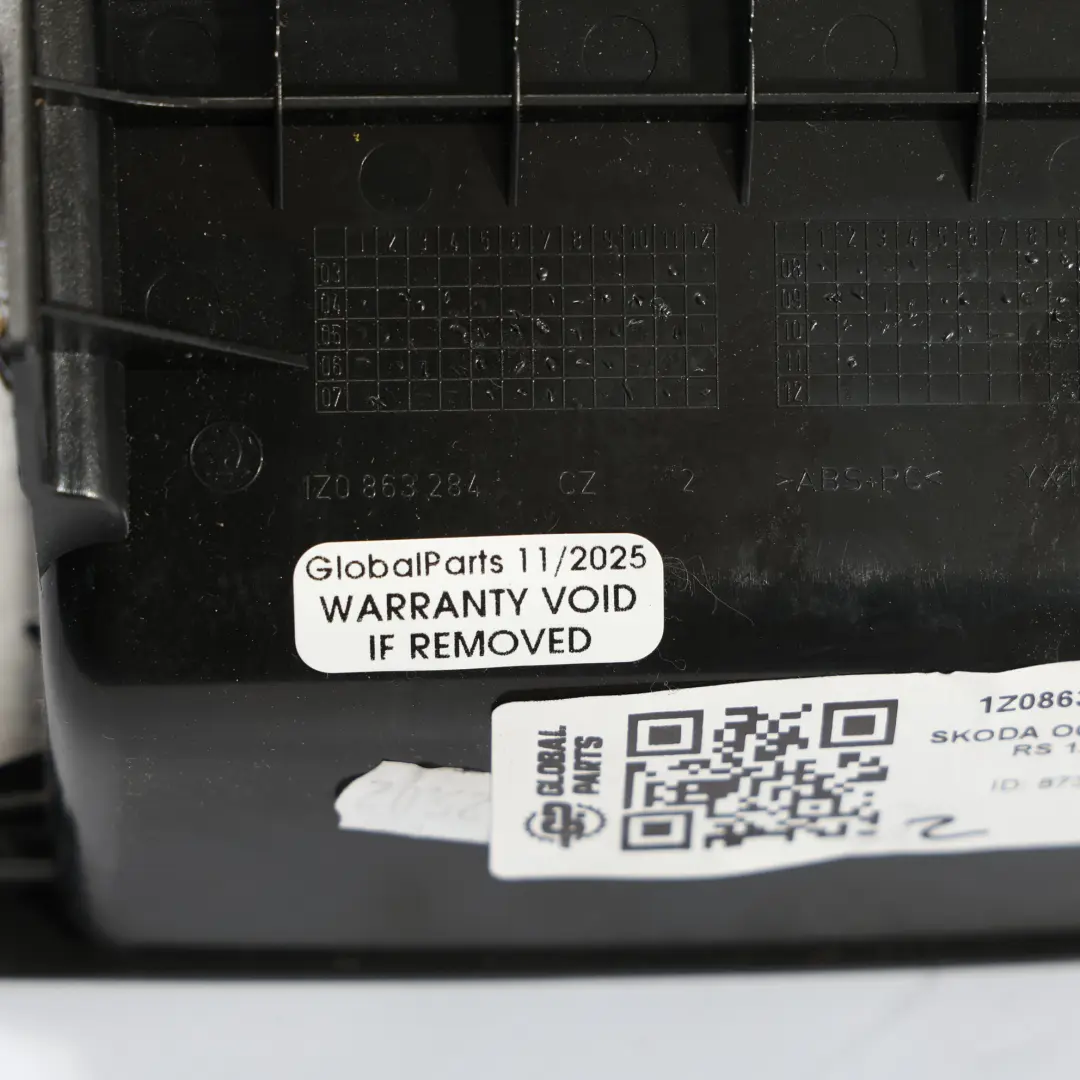 1 2 3 4 5 6 7 8 9 10 11 12
03
04
05
06
07
1 2 3 4 5 6 7 8 9
08
09
10
11
12
1Z0 863 284 CZ 2 >ABS+PC<
GlobalParts 11/2025
WARRANTY VOID
IF REMOVED
GLOBAL
PARTS
1Z086
SKODA
RS
ID: 87
2